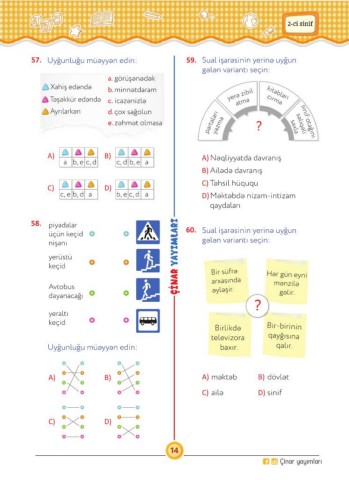 2-ci sinif
57. Uyğunluğu müəyyən edin:
Xahiş edəndə
Təşəkkür edəndə
Ayrılarkən
a. görüşənədək
b. minnətdaram
c. icazənizlə
d. çox sağolun
e. zəhmət olmasa
A)
a b, e c, d
B)
c, d b, e a
C)
c, e b, d a
D)
b, e c, d a
58.
piyadalar
üçün keçid
nişanı
yerüstü
keçid
Avtobus
dayanacağı
yeraltı
keçid
Uyğunluğu müəyyən edin:
A)
B)
C)
D)
ÇİNAR YAYIMLARI
59. Sual işarəsinin yerinə uyğun
gələn variantı seçin:
yazma
yerə zibil
atma
kitabları
cırma
?
A) Nəqliyyatda davranış
B) Ailədə davranış
C) Təhsil hüququ
D) Məktəbdə nizam-intizam
qaydaları
60. Sual işarəsinin yerinə uyğun
gələn variantı seçin:
Bir süfrə
arxasında
əyləşir.
Hər gün eyni
mənzilə
gəlir.
?
Birlikdə
televizora
baxır.
Bir-birinin
qayğısına
qalır.
A) məktəb
B) dövlət
C) ailə
D) sinif
14
Çinar yayımları